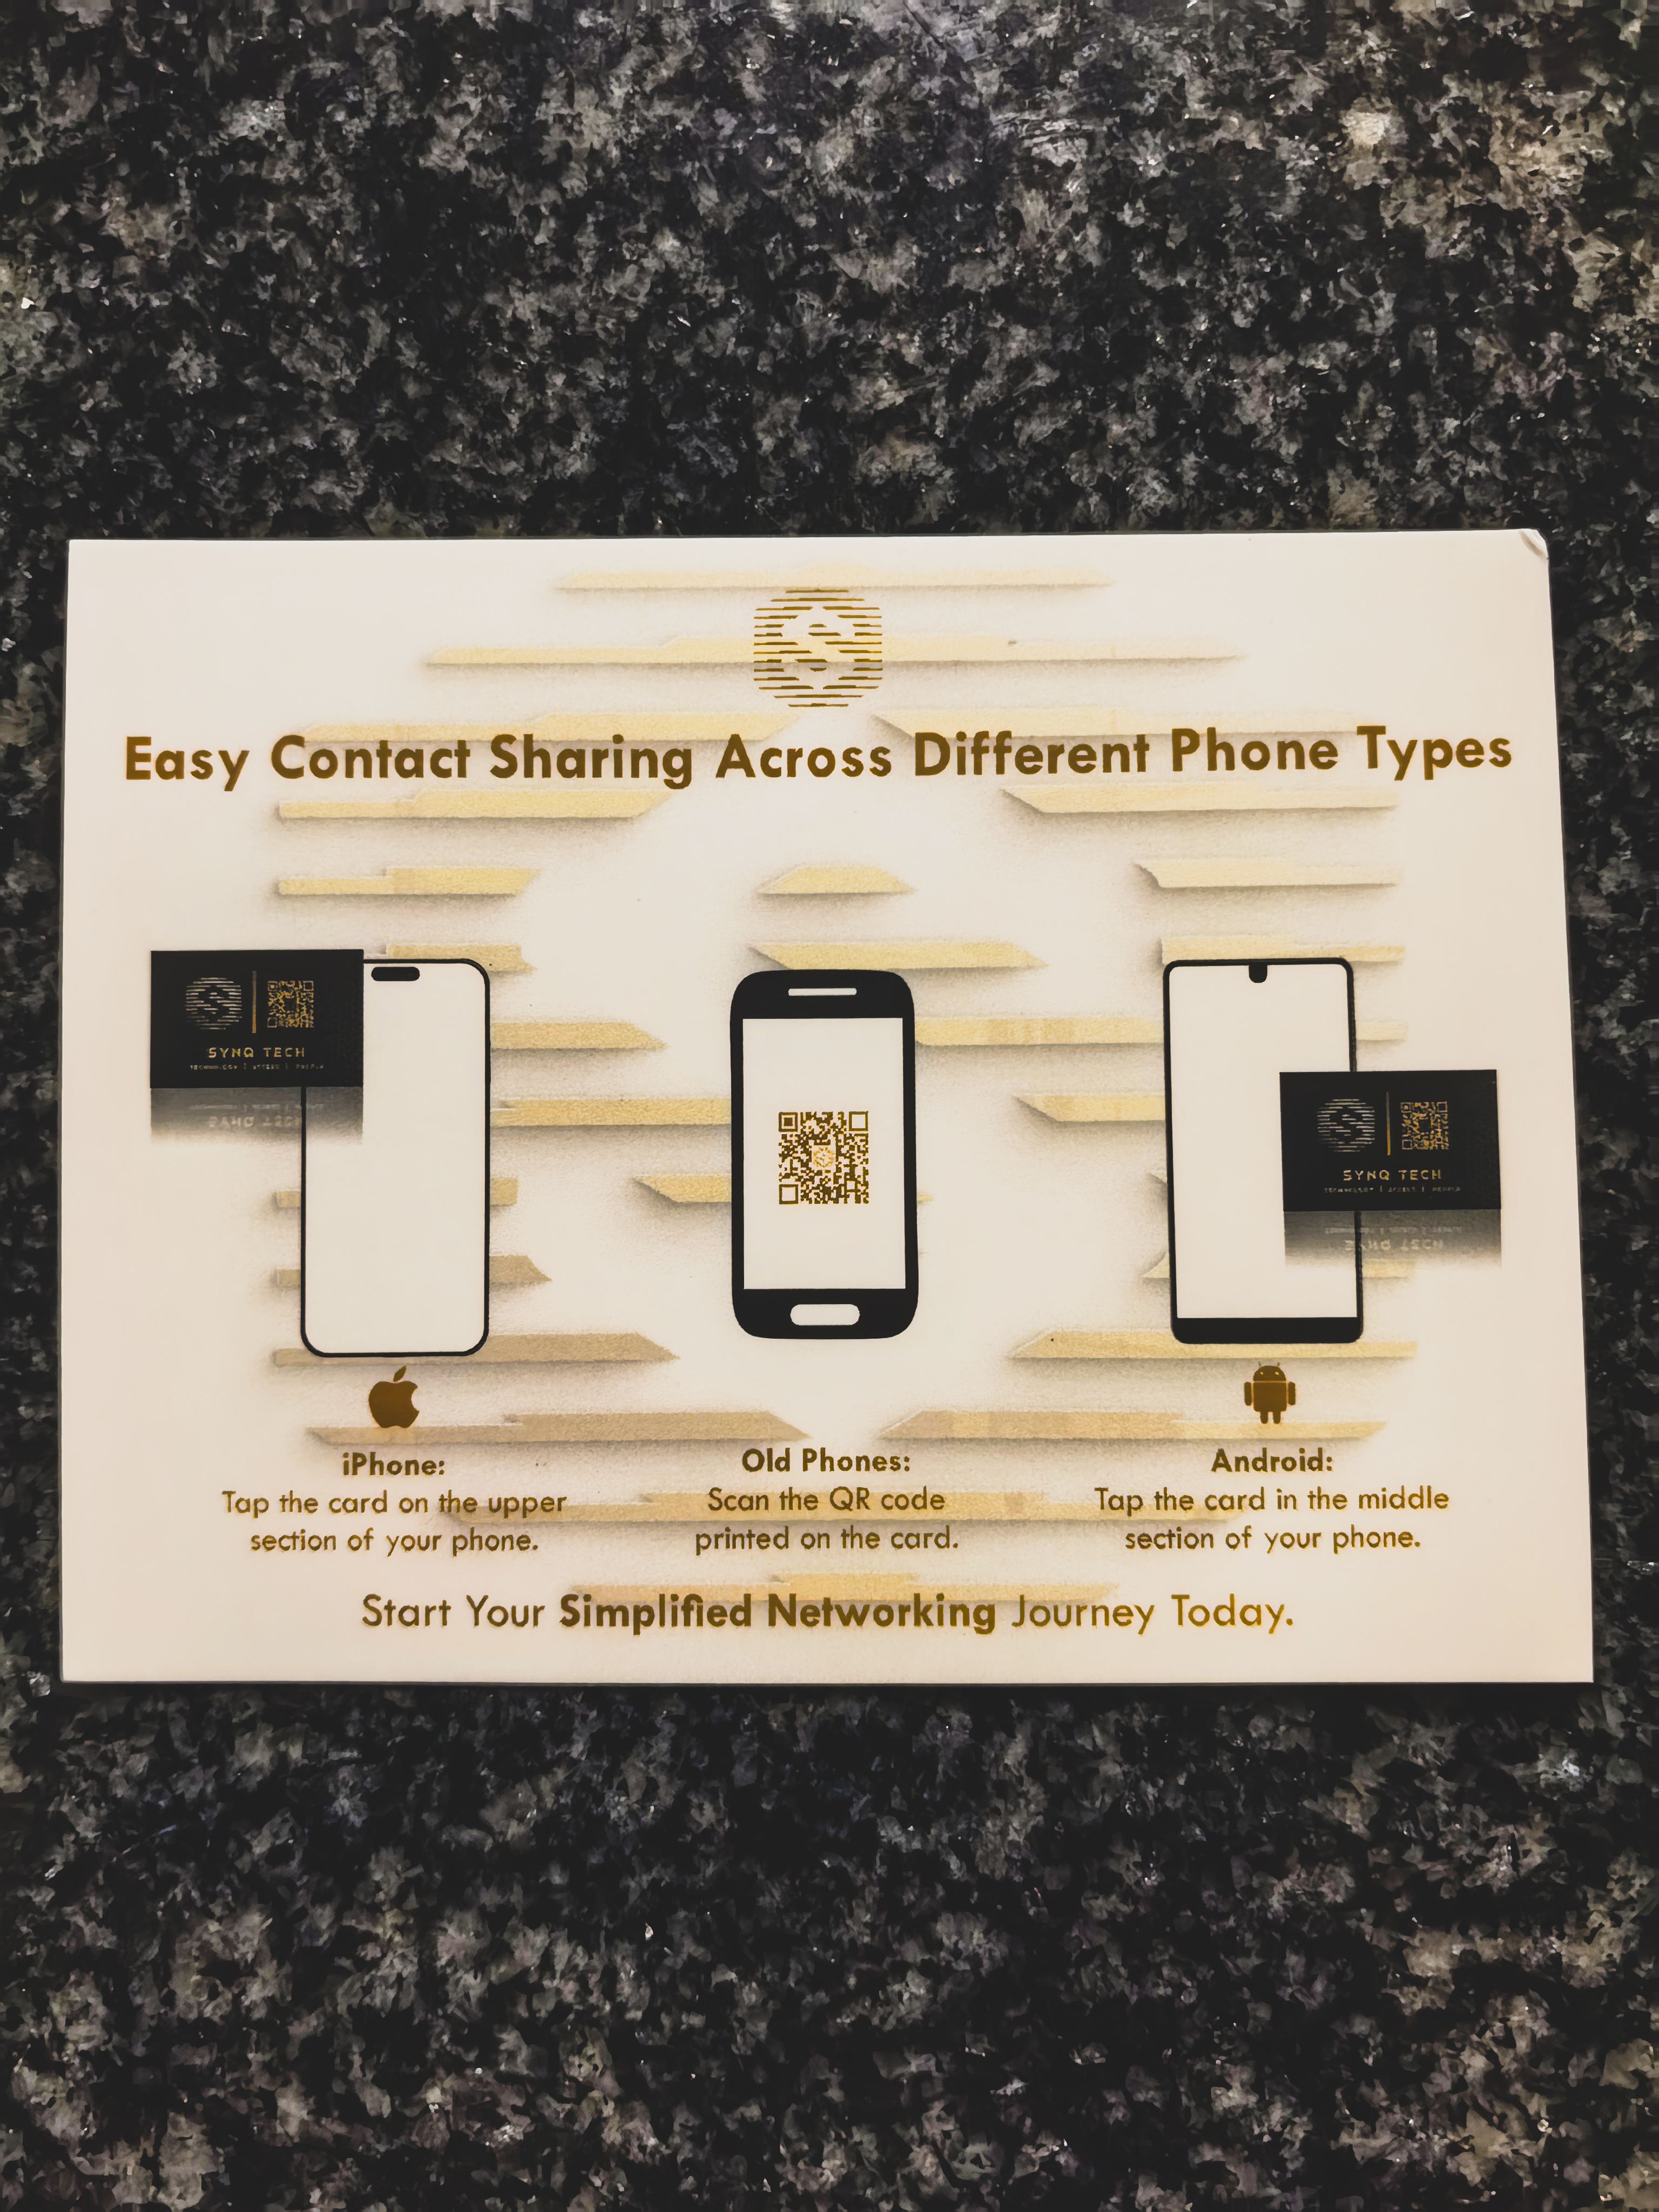 Easy Contact Sharing Across Different Phone Types
SYNQ TECH
SYNQ TECH
iPhone:
Tap the card on the upper
section of your phone.
Old Phones:
Scan the QR code
printed on the card.
Android:
Tap the card in the middle
section of your phone.
Start Your Simplified Networking Journey Today.